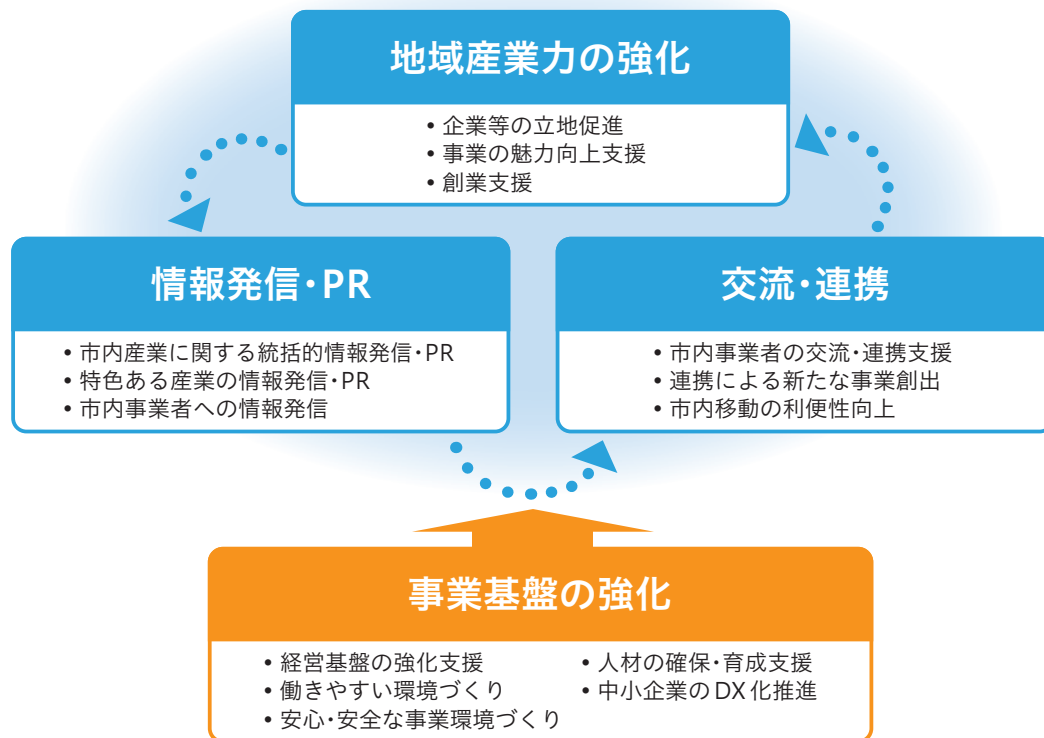 地域産業力の強化
• 企業等の立地促進
• 事業の魅力向上支援
• 創業支援
情報発信・PR
• 市内産業に関する統括的情報発信・PR
• 特色ある産業の情報発信・PR
• 市内事業者への情報発信
交流・連携
• 市内事業者の交流・連携支援
• 連携による新たな事業創出
• 市内移動の利便性向上
事業基盤の強化
• 経営基盤の強化支援
• 働きやすい環境づくり
• 安心・安全な事業環境づくり
• 人材の確保・育成支援
• 中小企業のDX化推進